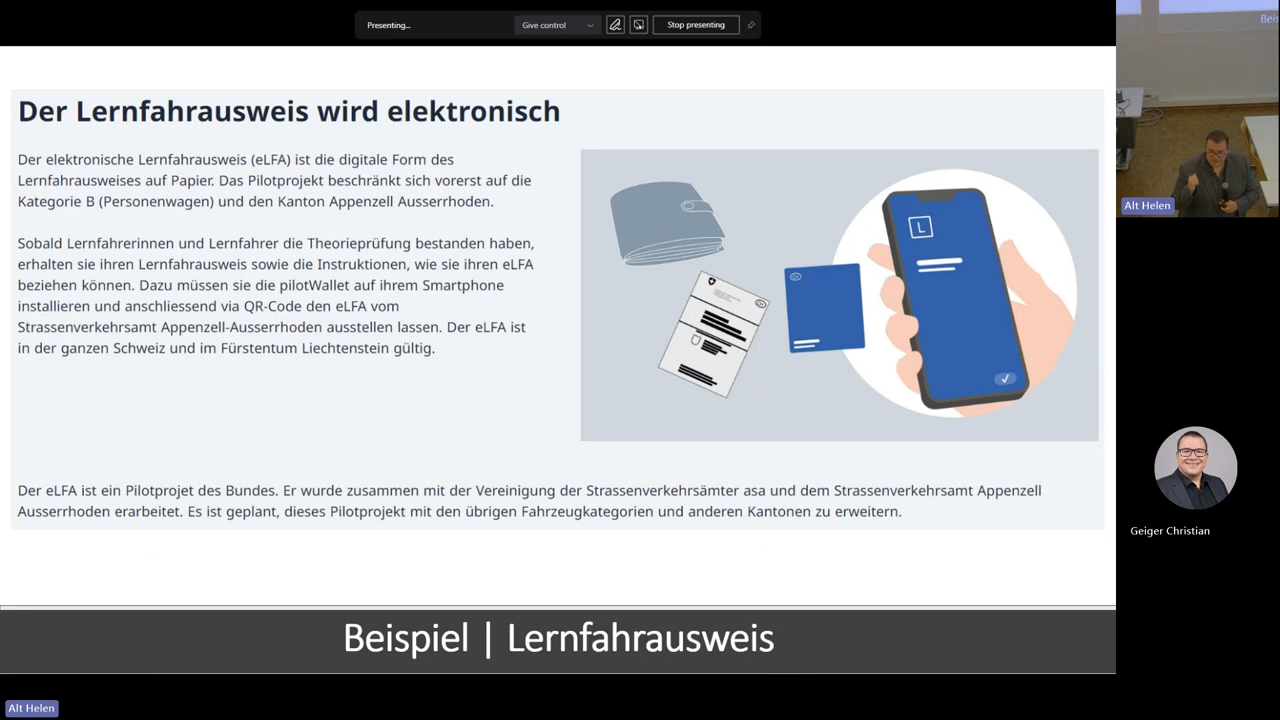 Presenting...
Give control
Stop presenting
Beis
Der Lernfahrausweis wird elektronisch
Der elektronische Lernfahrausweis (eLFA) ist die digitale Form des
Lernfahrausweises auf Papier. Das Pilotprojekt beschränkt sich vorerst auf die
Kategorie B (Personenwagen) und den Kanton Appenzell Ausserrhoden.
Sobald Lernfahrerinnen und Lernfahrer die Theorieprüfung bestanden haben,
erhalten sie ihren Lernfahrausweis sowie die Instruktionen, wie sie ihren eLFA
beziehen können. Dazu müssen sie die pilotWallet auf ihrem Smartphone
installieren und anschliessend via QR-Code den eLFA vom
Strassenverkehrsamt Appenzell-Ausserrhoden ausstellen lassen. Der eLFA ist
in der ganzen Schweiz und im Fürstentum Liechtenstein gültig.
L
Der eLFA ist ein Pilotprojet des Bundes. Er wurde zusammen mit der Vereinigung der Strassenverkehrsämter asa und dem Strassenverkehrsamt Appenzell
Ausserrhoden erarbeitet. Es ist geplant, dieses Pilotprojekt mit den übrigen Fahrzeugkategorien und anderen Kantonen zu erweitern.
Beispiel | Lernfahrausweis
Alt Helen
Geiger Christian
Alt Helen